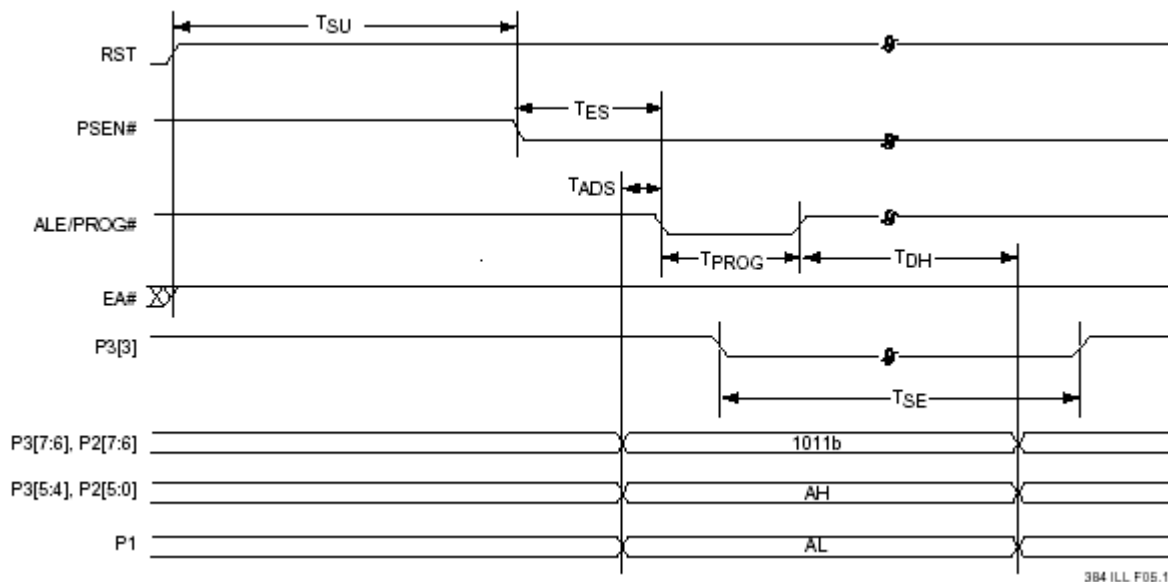 TSU
RST
TES
PSEN#
TADS
ALE/PROG#
TPROG
TDH
EA#
P3[3]
TSE
P3[7:6], P2[7:6]
1011b
P3[5:4], P2[5:0]
AH
P1
AL
384 ILL F05.1